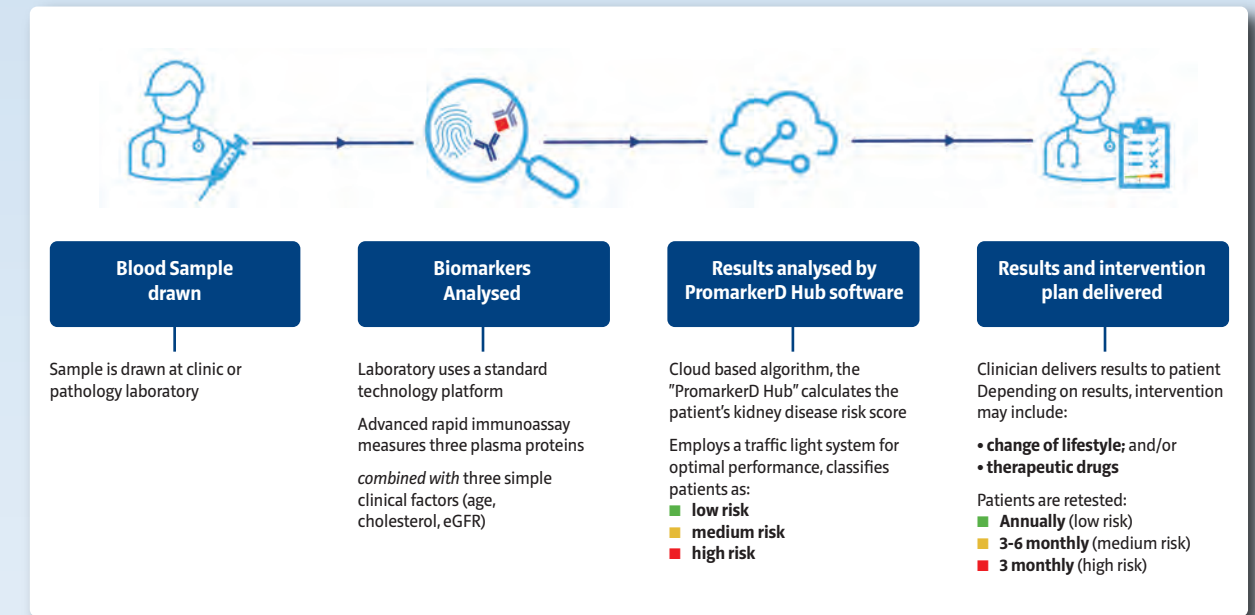 Blood Sample
drawn
Sample is drawn at clinic or
pathology laboratory
Biomarkers
Analysed
Laboratory uses a standard
technology platform
Advanced rapid immunoassay
measures three plasma proteins
combined with three simple
clinical factors (age,
cholesterol, eGFR)
Results analysed by
PromarkerD Hub software
Cloud based algorithm, the
"PromarkerD Hub" calculates the
patient's kidney disease risk score
Employs a traffic light system for
optimal performance, classifies
patients as:
low risk
medium risk
high risk
Results and intervention
plan delivered
Clinician delivers results to patient
Depending on results, intervention
may include:
• change of lifestyle; and/or
• therapeutic drugs
Patients are retested:
Annually (low risk)
3-6 monthly (medium risk)
3 monthly (high risk)